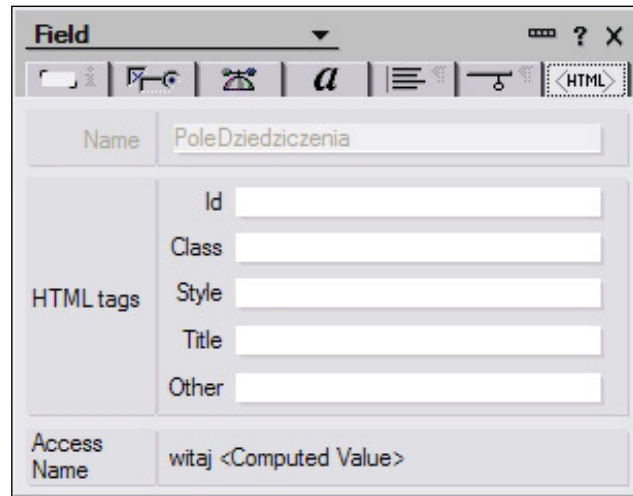 Field
? X
a
<HTML>
Name PoleDziedziczenia
Id
Class
HTML tags Style
Title
Other
Access Name witaj <Computed Value>